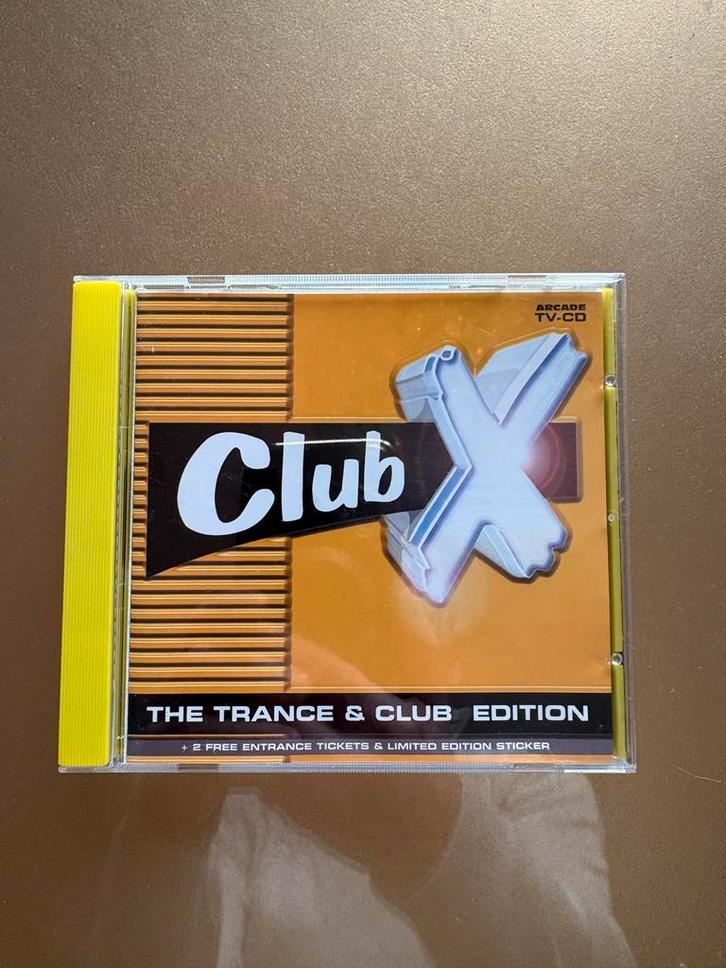 ARCADE
TV-CD
Club X
THE TRANCE & CLUB EDITION
+ 2 FREE ENTRANCE TICKETS & LIMITED EDITION STICKER